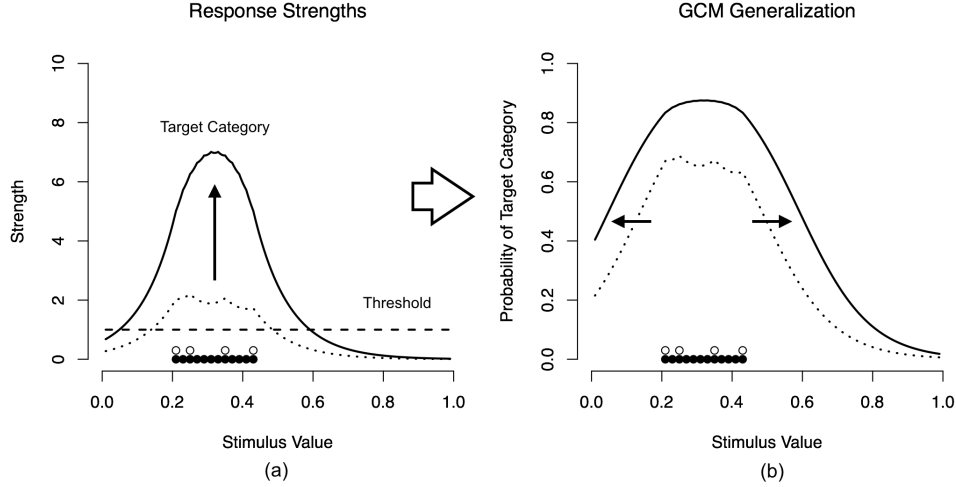 Response Strengths
10
8
6
4
2
0
Strength
Target Category
Threshold
0.0 0.2 0.4 0.6 0.8 1.0
Stimulus Value
(a)
GCM Generalization
1.0
0.8
0.6
0.4
0.2
0.0
Probability of Target Category
0.0 0.2 0.4 0.6 0.8 1.0
Stimulus Value
(b)